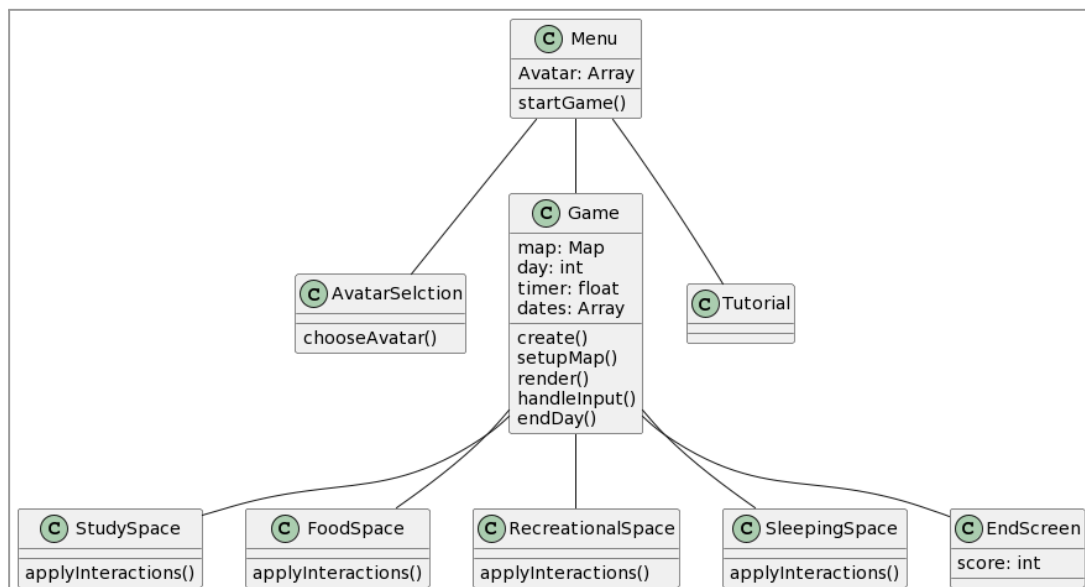 C Menu
Avatar: Array
startGame()
C Game
map: Map
day: int
timer: float
dates: Array
create()
setupMap()
render()
handleInput()
endDay()
C AvatarSelction
chooseAvatar()
C Tutorial
C StudySpace
applyInteractions()
C FoodSpace
applyInteractions()
C RecreationalSpace
applyInteractions()
C SleepingSpace
applyInteractions()
C EndScreen
score: int